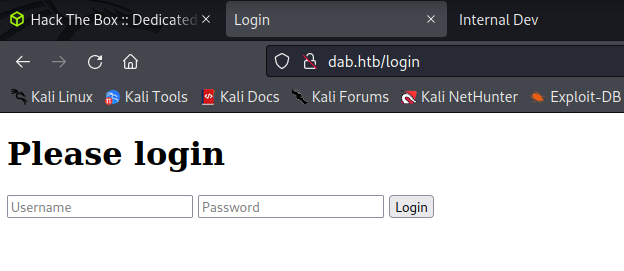 Hack The Box :: Dedicated Login Internal Dev
dab.htb/login
Kali Linux Kali Tools Kali Docs Kali Forums Kali NetHunter Exploit-DB
Please login
Username Password Login